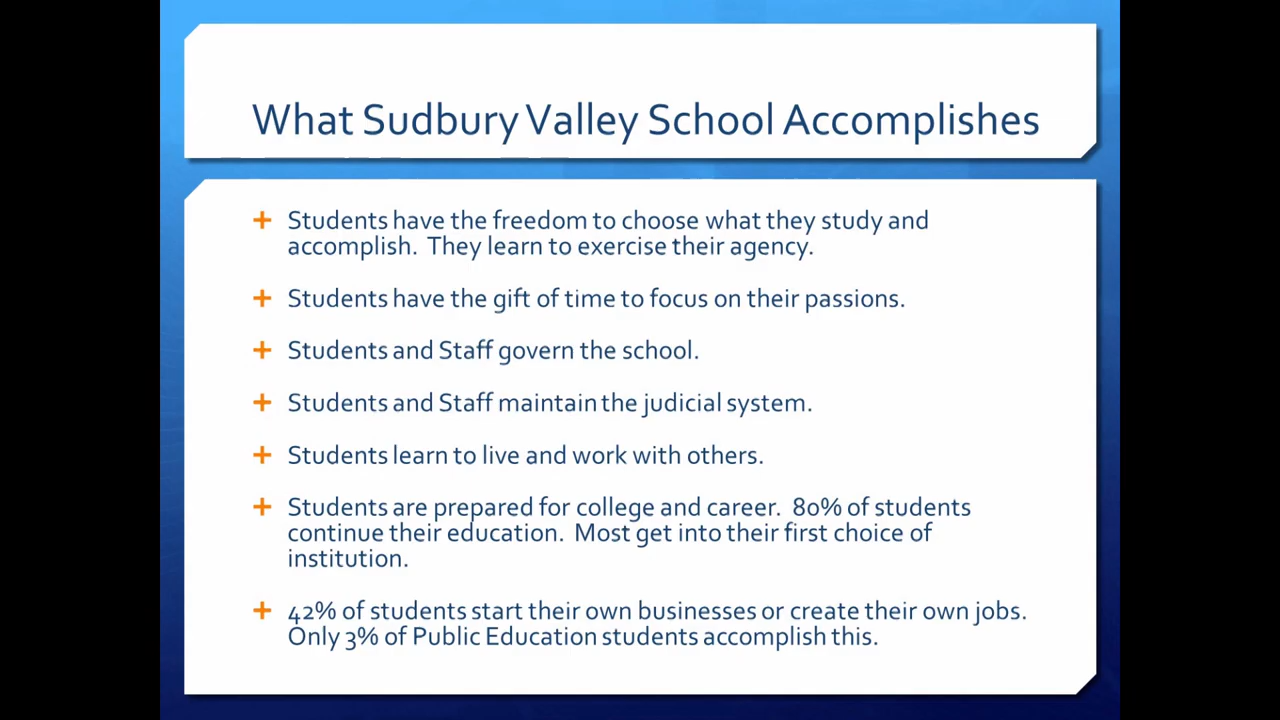 What Sudbury Valley School Accomplishes
Students have the freedom to choose what they study and
accomplish. They learn to exercise their agency.
Students have the gift of time to focus on their passions.
Students and Staff govern the school.
Students and Staff maintain the judicial system.
Students learn to live and work with others.
Students are prepared for college and career. 80% of students
continue their education. Most get into their first choice of
institution.
42% of students start their own businesses or create their own jobs.
Only 3% of Public Education students accomplish this.